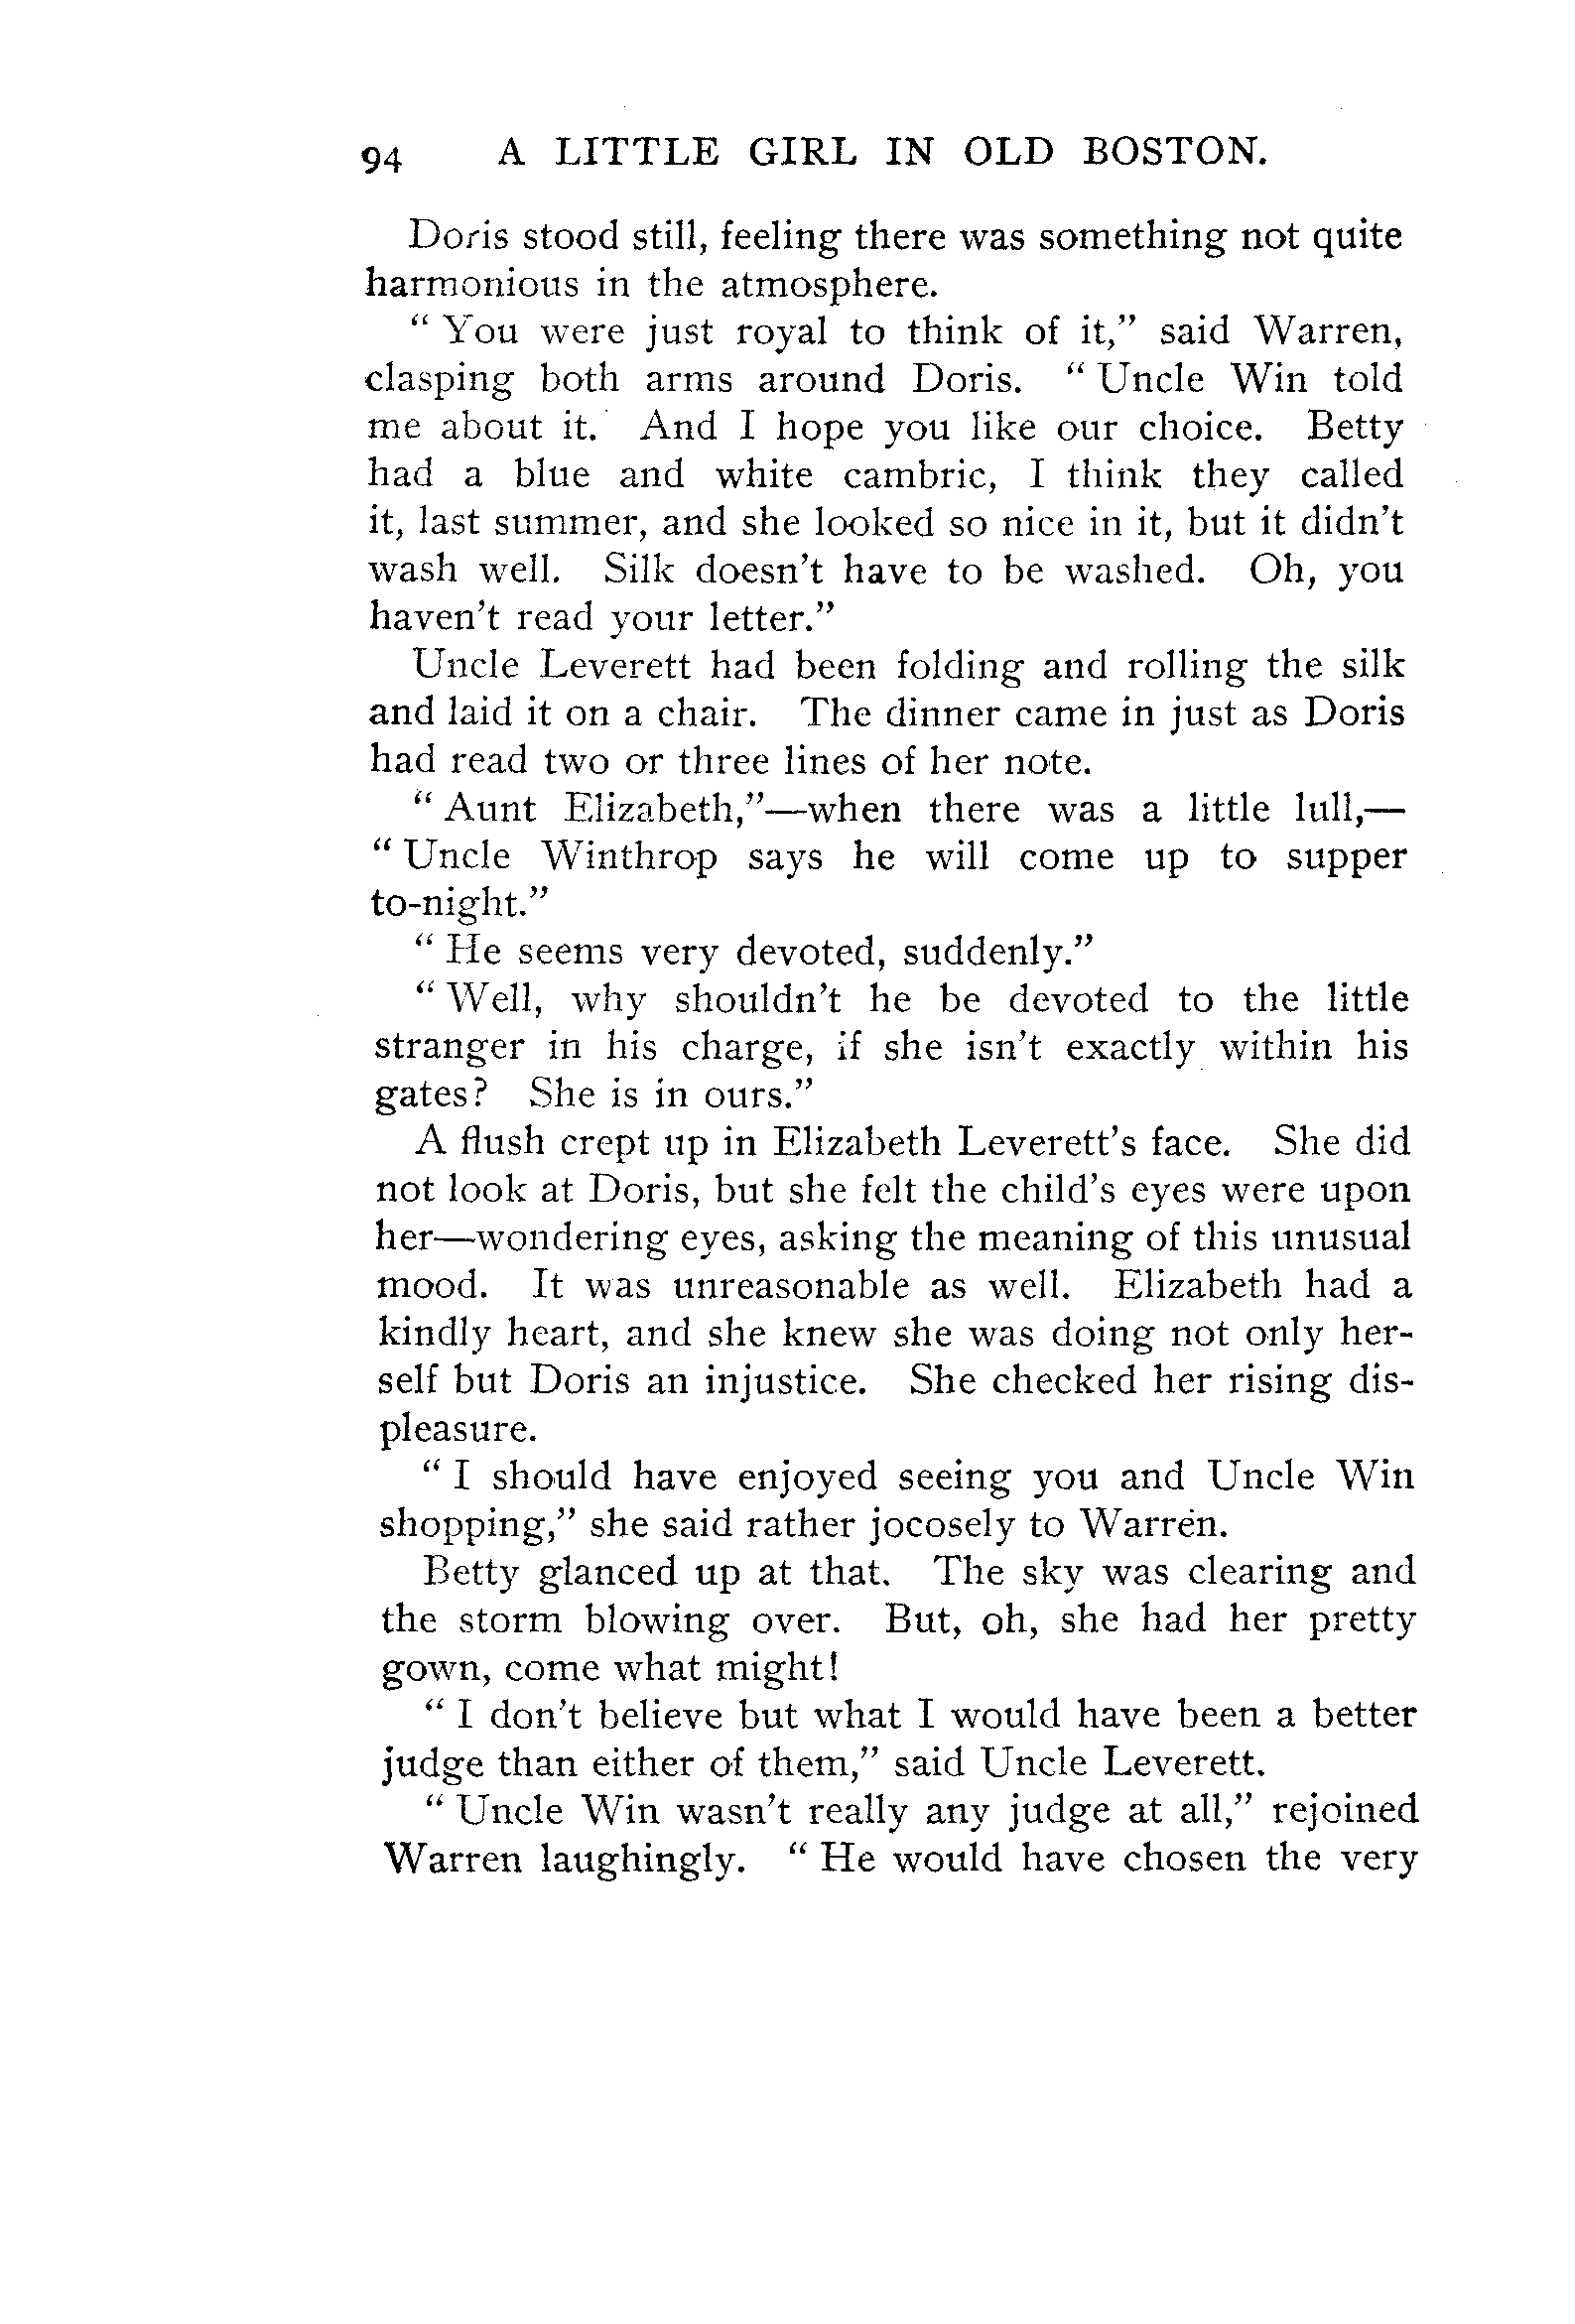 94 A LITTLE GIRL IN OLD BOSTON.
Doris stood still, feeling there was something not quite
harmonious in the atmosphere.
“ You were just royal to think of it,” said Warren,
clasping both arms around Doris. “ Uncle Win told
me about it. And I hope you like our choice. Betty
had a blue and white cambric, I think they called
it, last summer, and she looked so nice in it, but it didn’t
wash well. Silk doesn’t have to be washed. Oh, you
haven’t read your letter.”
Uncle Leverett had been folding and rolling the silk
and laid it on a chair. The dinner came in just as Doris
had read two or three lines of her note.
“ Aunt Elizabeth,”—when there was a little lull,—
“ Uncle Winthrop says he will come up to supper
to-night.”
“ He seems very devoted, suddenly.”
“ Well, why shouldn’t he be devoted to the little
stranger in his charge, if she isn’t exactly within his
gates? She is in ours.”
A flush crept up in Elizabeth Leverett’s face. She did
not look at Doris, but she felt the child’s eyes were upon
her—wondering eyes, asking the meaning of this unusual
mood. It was unreasonable as well. Elizabeth had a
kindly heart, and she knew she was doing not only her-
self but Doris an injustice. She checked her rising dis-
pleasure.
“ I should have enjoyed seeing you and Uncle Win
shopping,” she said rather jocosely to Warren.
Betty glanced up at that. The sky was clearing and
the storm blowing over. But, oh, she had her pretty
gown, come what might!
“ I don’t believe but what I would have been a better
judge than either of them,” said Uncle Leverett.
“ Uncle Win wasn’t really any judge at all,” rejoined
Warren laughingly. “ He would have chosen the very